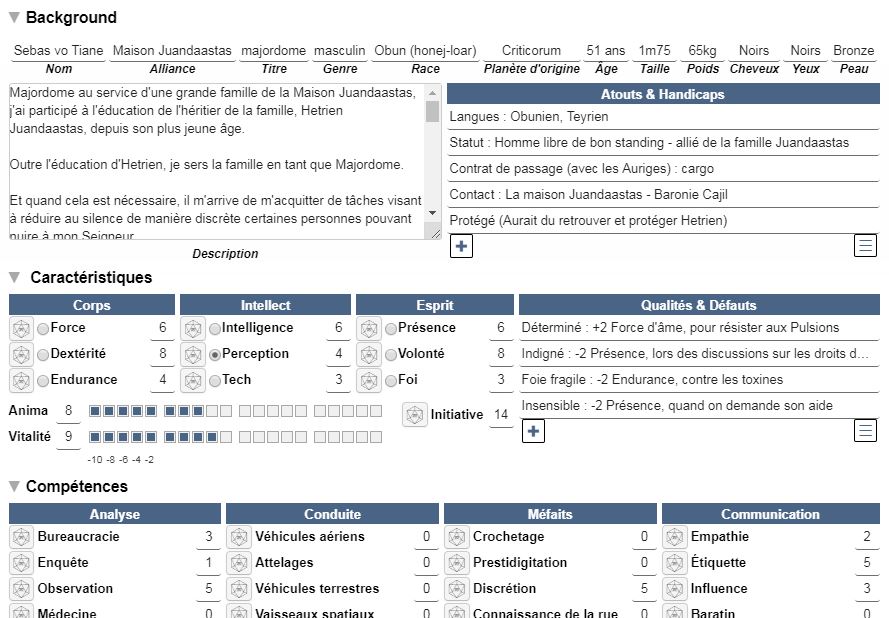 Background
Sebas vo Tiane Maison Juandaastas majordome masculin Obun (honej-loar) Criticorum 51 ans 1m75 65kg Noirs Noirs Bronze
Nom Alliance Titre Genre Race Planète d'origine Âge Taille Poids Cheveux Yeux Peau
Majordome au service d'une grande famille de la Maison Juandaastas,
j'ai participé à l'éducation de l'héritier de la famille, Hetrien
Juandaastas, depuis son plus jeune âge.
Outre l'éducation d'Hetrien, je sers la famille en tant que Majordome.
Et quand cela est nécessaire, il m'arrive de m'acquitter de tâches visant
à réduire au silence de manière discrète certaines personnes pouvant
nuire à mon Seigneur
Description
Atouts & Handicaps
Langues : Obunien, Teyrien
Statut : Homme libre de bon standing - allié de la famille Juandaastas
Contrat de passage (avec les Auriges) : cargo
Contact : La maison Juandaastas - Baronie Cajil
Protégé (Aurait du retrouver et protéger Hetrien)
Caractéristiques
Corps Intellect Esprit Qualités & Défauts
Force 6 Intelligence 6 Présence 6 Déterminé : +2 Force d'âme, pour résister aux Pulsions
Dextérité 8 Perception 4 Volonté 8 Indigné : -2 Présence, lors des discussions sur les droits d...
Endurance 4 Tech 3 Foi 3 Foie fragile : -2 Endurance, contre les toxines
Insensible : -2 Présence, quand on demande son aide
Anima 8 Initiative 14
Vitalité 9
-10 -8 -6 -4 -2
Compétences
Analyse Conduite Méfaits Communication
Bureaucracie 3 Véhicules aériens 0 Crochetage 0 Empathie 2
Enquête 1 Attelages 0 Prestidigitation 0 Étiquette 5
Observation 5 Véhicules terrestres 0 Discrétion 5 Influence 3
Médecine 0 Vaisseaux spatiaux 0 Connaissance de la rue 0 Baratin 0